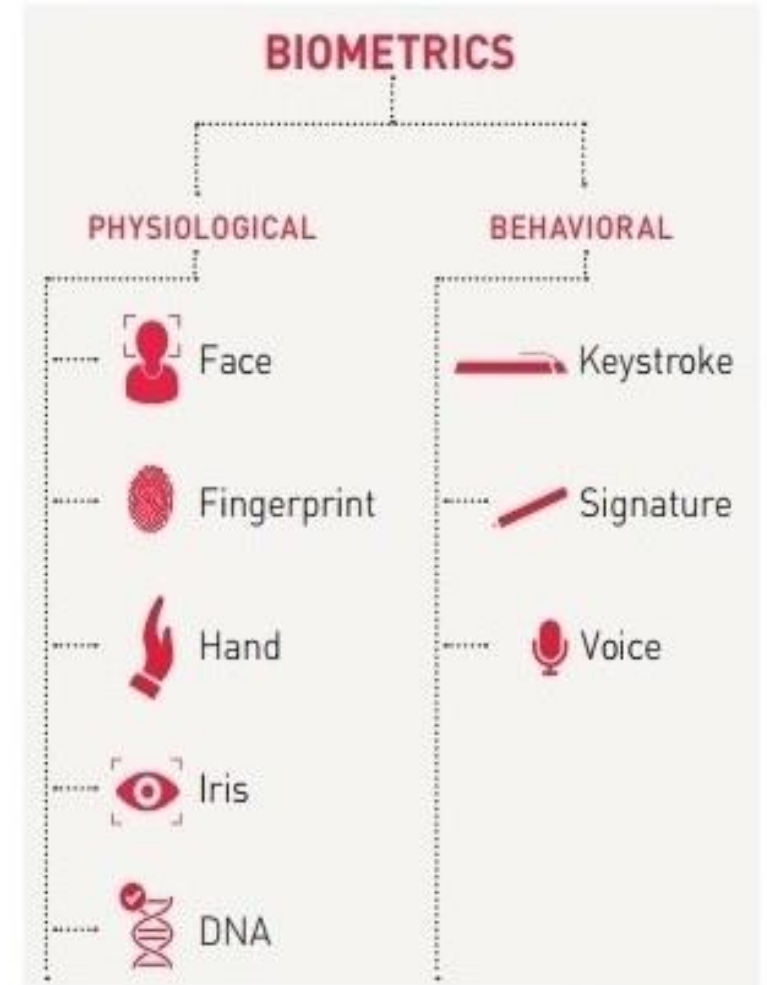 BIOMETRICS
PHYSIOLOGICAL
Face
Fingerprint
Hand
Iris
DNA
BEHAVIORAL
Keystroke
Signature
Voice